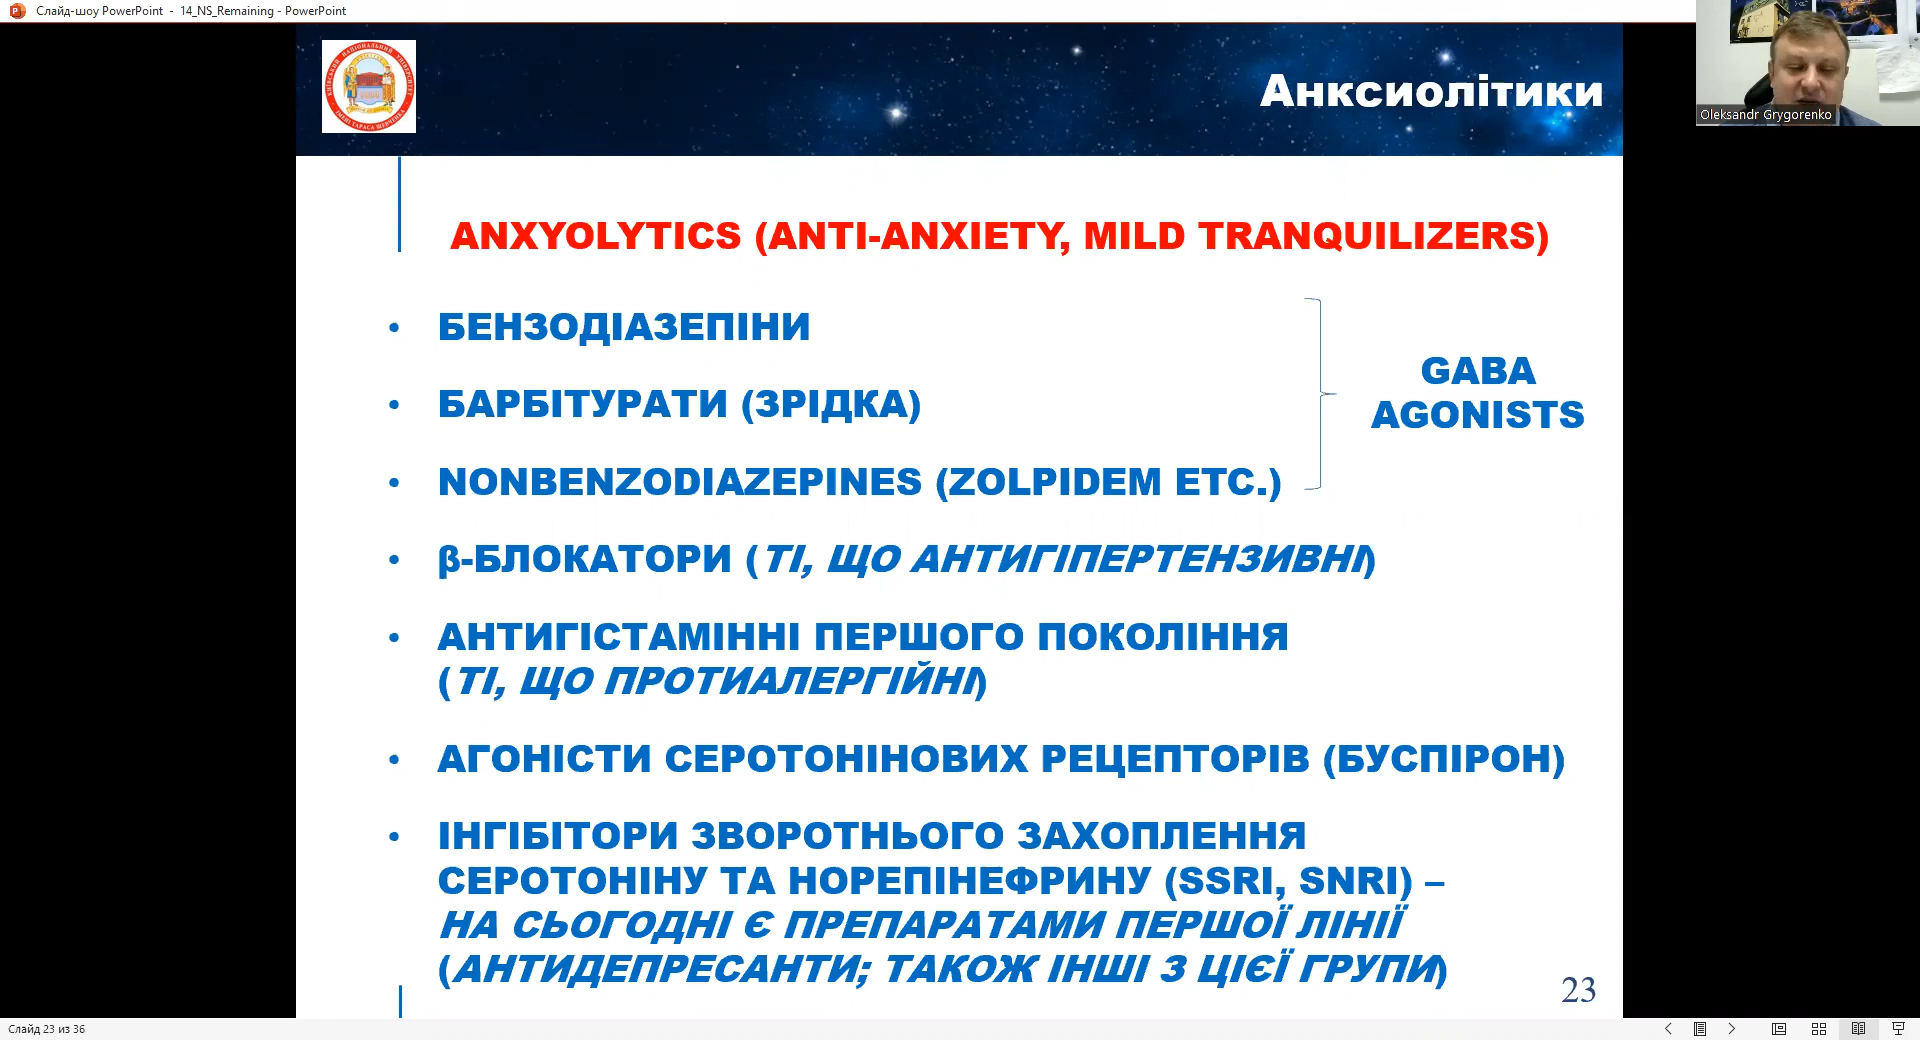 Слайд-шоу PowerPoint - 14_NS_Remaining - PowerPoint
Анксиолітики
Oleksandr Grygorenko
ANXYOLYTICS (ANTI-ANXIETY, MILD TRANQUILIZERS)
• БЕНЗОДІАЗЕПІНИ
• БАРБІТУРАТИ (ЗРІДКА)
• NONBENZODIAZEPINES (ZOLPIDEM ETC.)
GABA
AGONISTS
• β-БЛОКАТОРИ (ТІ, ЩО АНТИГІПЕРТЕНЗИВНІ)
• АНТИГІСТАМІННІ ПЕРШОГО ПОКОЛІННЯ
(ТІ, ЩО ПРОТИАЛЕРГІЙНІ)
• АГОНІСТИ СЕРОТОНІНОВИХ РЕЦЕПТОРІВ (БУСПІРОН)
• ІНГІБІТОРИ ЗВОРОТНЬОГО ЗАХОПЛЕННЯ
СЕРОТОНІНУ ТА НОРЕПІНЕФРИНУ (SSRI, SNRI) –
НА СЬОГОДНІ Є ПРЕПАРАТАМИ ПЕРШОЇ ЛІНІЇ
(АНТИДЕПРЕСАНТИ; ТАКОЖ ІНШІ З ЦІЄЇ ГРУПИ)
23
Слайд 23 из 36